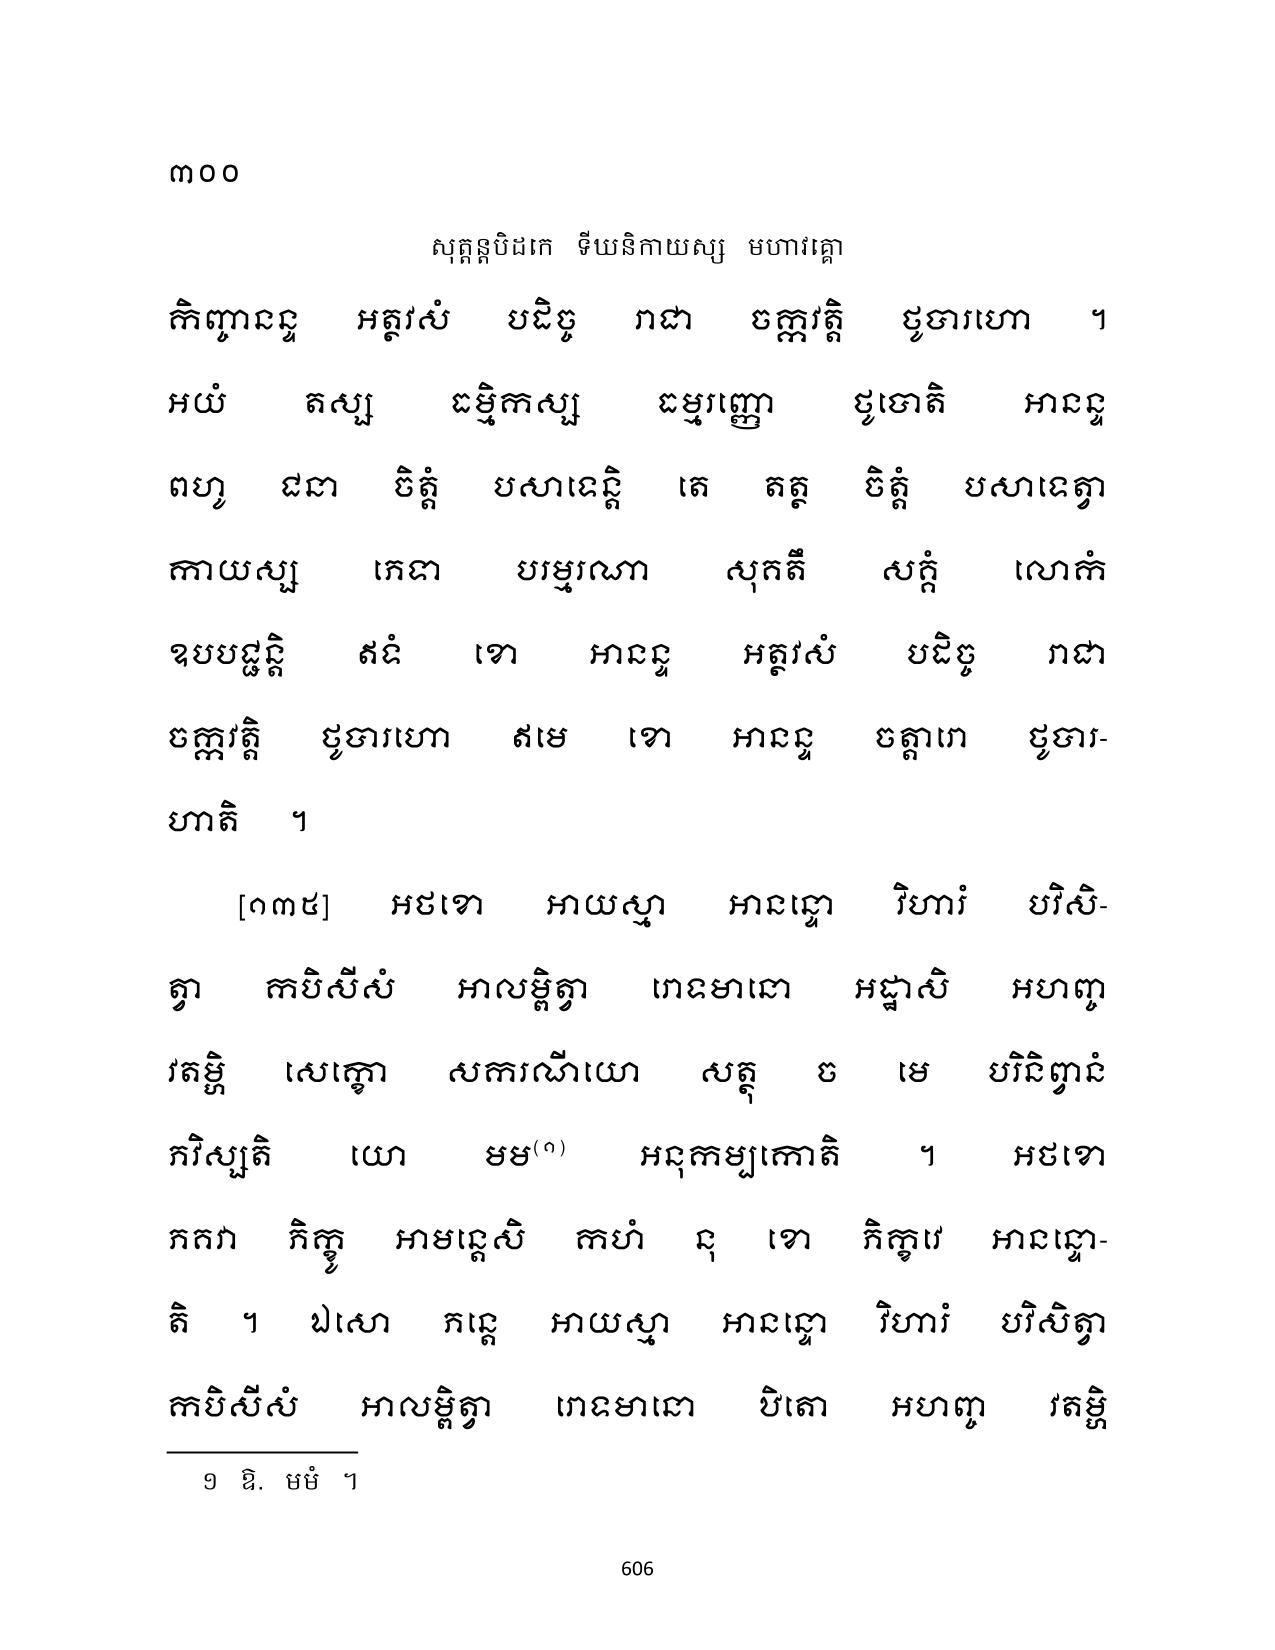 ៣០០
សុត្តន្តបិដកេ ទីឃនិកាយស្ស មហាវគ្គោ
កិញ្ចានន្ទ អត្ថវសំ បដិច្ច រាជា ចក្កវត្តិ ថូបារហោ ។
អយំ តស្ស ធម្មិកស្ស ធម្មរញ្ញោ ថូបោតិ អានន្ទ
ពហូ ជនា ចិត្តំ បសាទេន្តិ តេ តត្ថ ចិត្តំ បសាទេត្វា
កាយស្ស ភេទា បរម្មរណា សុគតឹ សគ្គំ លោកំ
ឧបបជ្ជន្តិ ឥទំ ខោ អានន្ទ អត្ថវសំ បដិច្ច រាជា
ចក្កវត្តិ ថូបារហោ ឥមេ ខោ អានន្ទ ចត្តារោ ថូបារ-
ហាតិ ។
[១៣៥] អថខោ អាយស្មា អានន្ទោ វិហារំ បវិសិ-
ត្វា កបិសីសំ អាលម្ពិត្វា រោទមានោ អដ្ឋាសិ អហញ្ច
វតម្ហិ សេក្ខោ សករណីយោ សត្ថុ ច មេ បរិនិព្វានំ
ភវិស្សតិ យោ មម(១) អនុកម្បកោតិ ។ អថខោ
ភគវា ភិក្ខូ អាមន្តេសិ កហំ នុ ខោ ភិក្ខវេ អានន្ទោ-
តិ ។ ឯសោ ភន្តេ អាយស្មា អានន្ទោ វិហារំ បវិសិត្វា
កបិសីសំ អាលម្ពិត្វា រោទមានោ ឋិតោ អហញ្ច វតម្ហិ
១ ឱ. មមំ ។
606